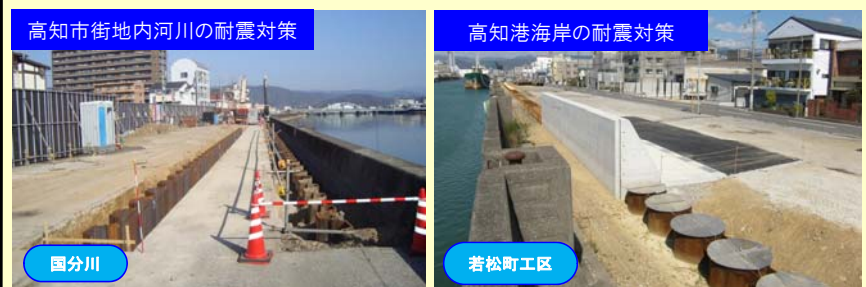 高知市街地内河川の耐震対策
高知港海岸の耐震対策
国分川
若松町工区